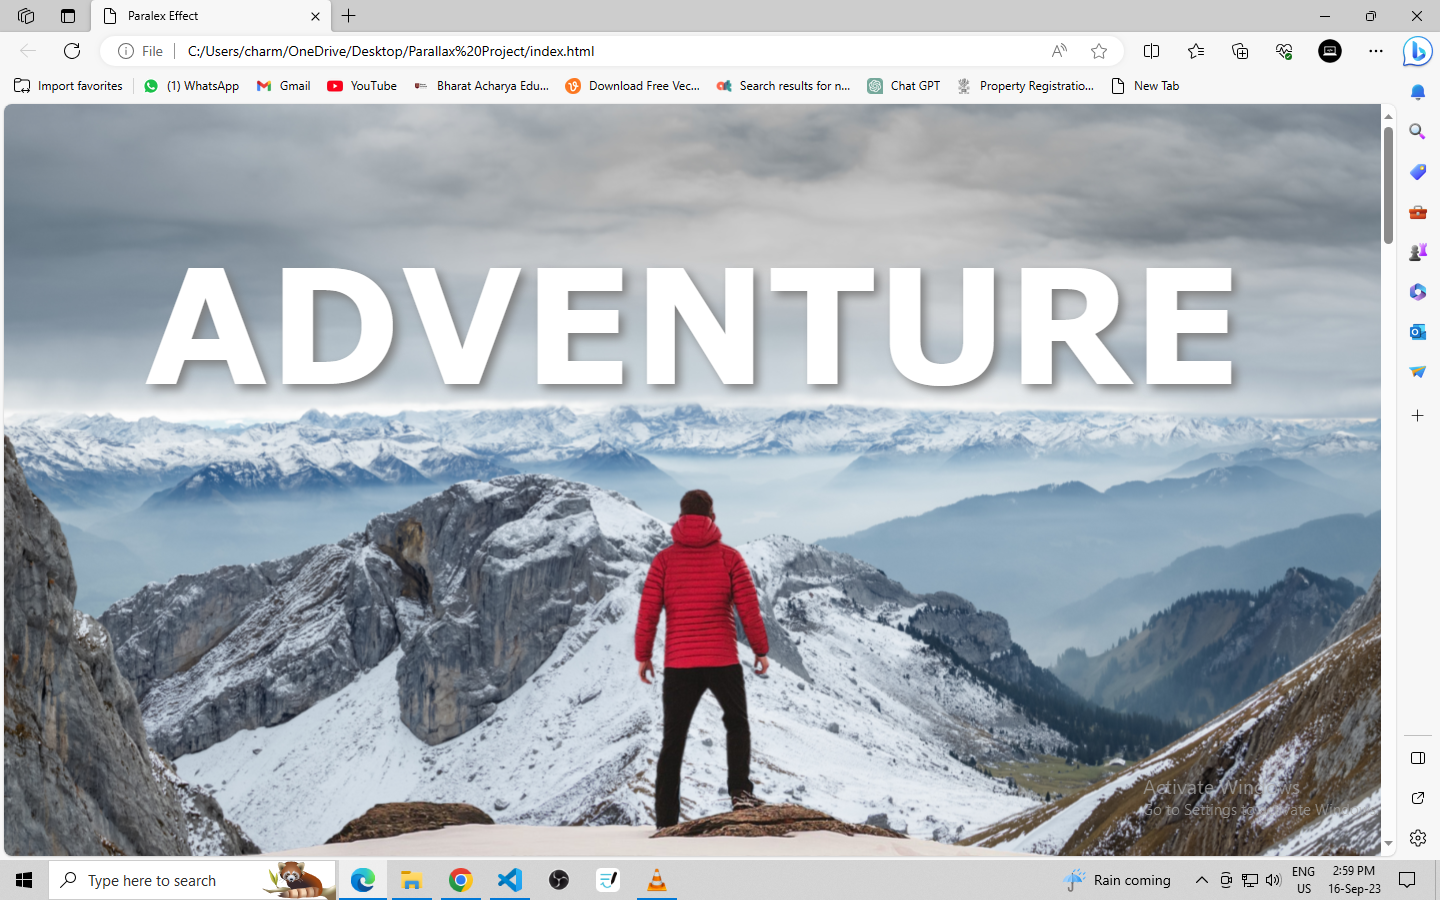 Paralex Effect
File
C:/Users/charm/OneDrive/Desktop/Parallax%20Project/index.html
Import favorites
(1) WhatsApp
Gmail
YouTube
Bharat Acharya Edu...
Download Free Vec...
Search results for n...
Chat GPT
Property Registratio...
New Tab
ADVENTURE
Activate Windows
Go to Settings to activate Windows
Type here to search
Rain coming
ENG
US
2:59 PM
16-Sep-23